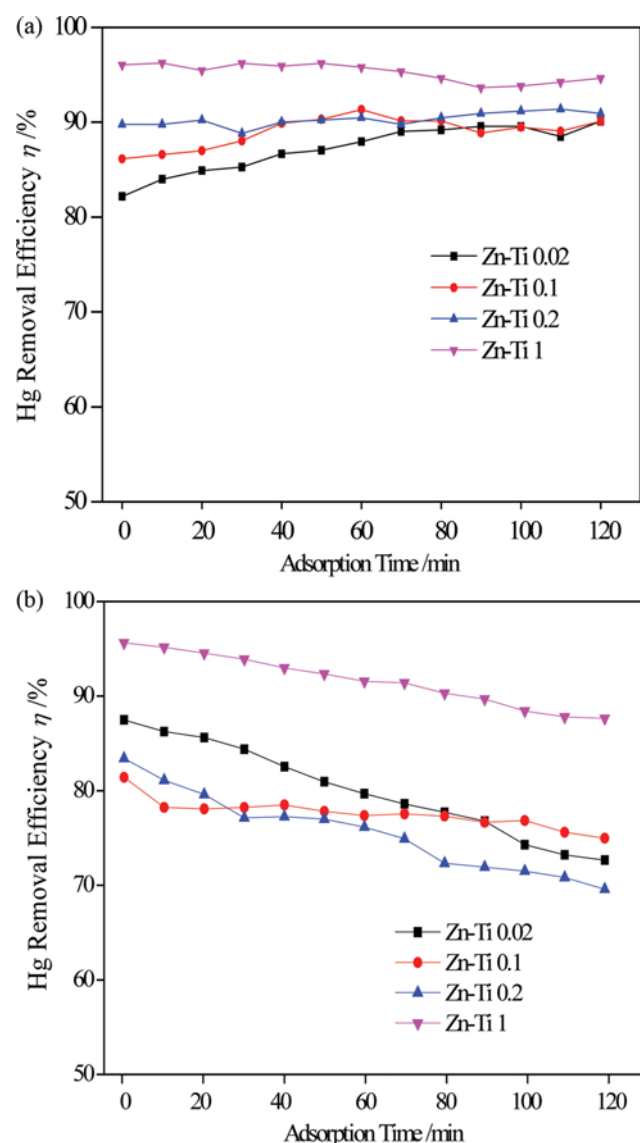 (a)
100
90
80
70
60
50
Hg Removal Efficiency η /%
Zn-Ti 0.02
Zn-Ti 0.1
Zn-Ti 0.2
Zn-Ti 1
0 20 40 60 80 100 120
Adsorption Time /min
(b)
100
90
80
70
60
50
Hg Removal Efficiency η /%
Zn-Ti 0.02
Zn-Ti 0.1
Zn-Ti 0.2
Zn-Ti 1
0 20 40 60 80 100 120
Adsorption Time /min